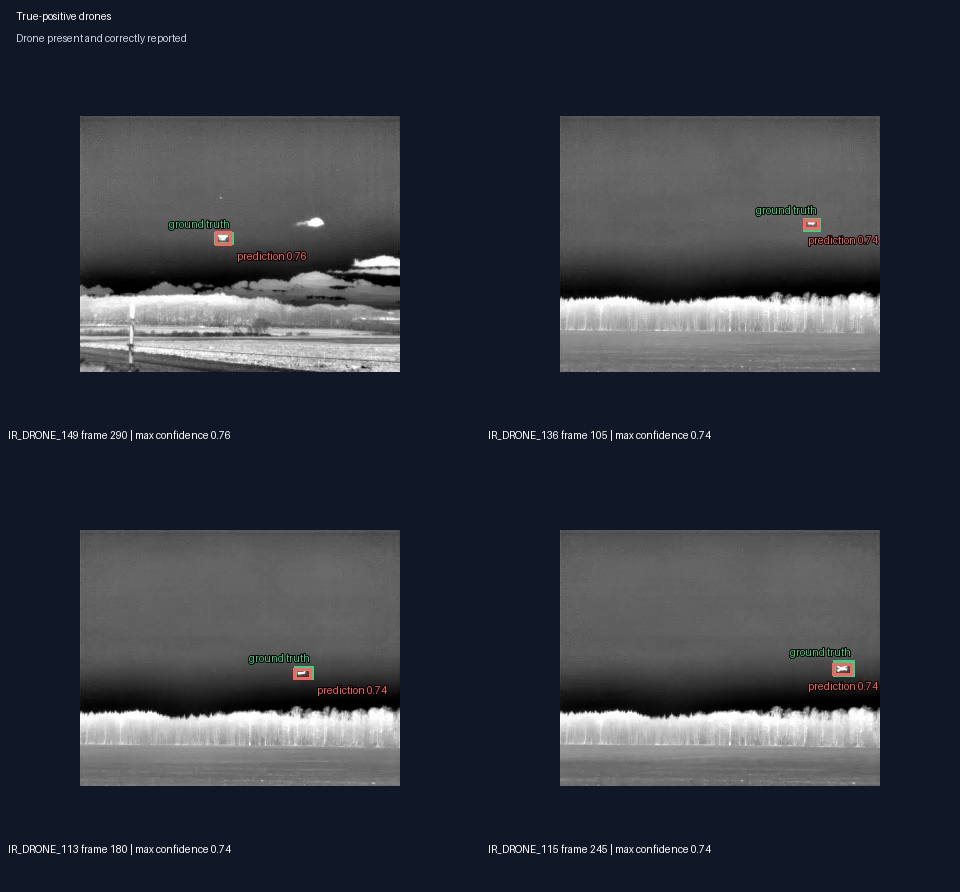 True-positive drones
Drone present and correctly reported
ground truth
prediction 0.76
ground truth
prediction 0.74
IR_DRONE_149 frame 290 | max confidence 0.76
IR_DRONE_136 frame 105 | max confidence 0.74
ground truth
prediction 0.74
ground truth
prediction 0.74
IR_DRONE_113 frame 180 | max confidence 0.74
IR_DRONE_115 frame 245 | max confidence 0.74